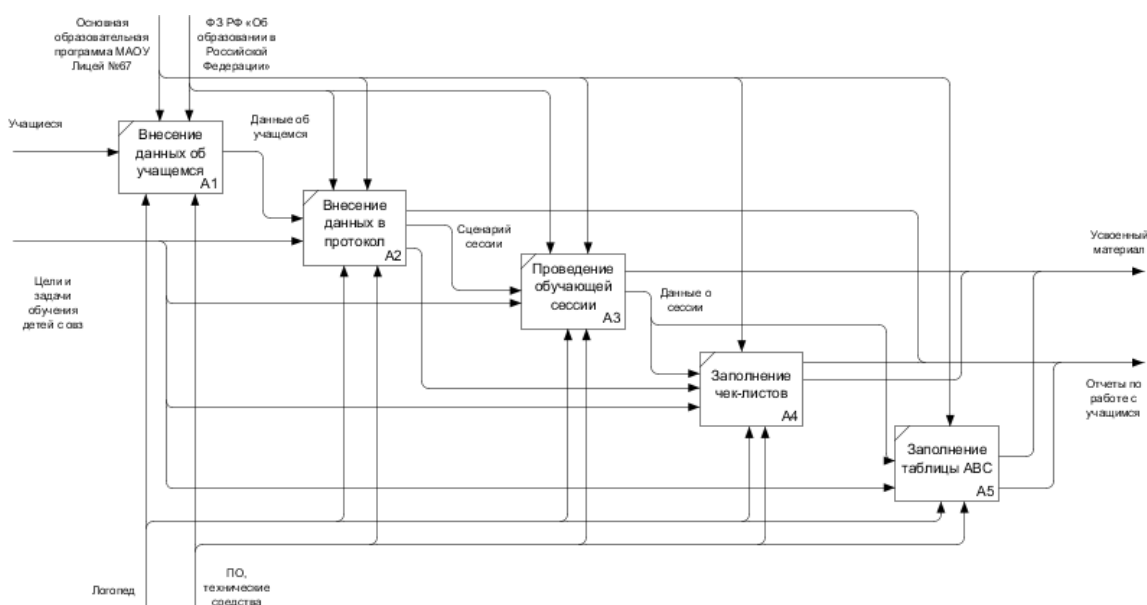 Основная
образовательная
программа МАОУ
Лицей №67
ФЗ РФ «Об
образовании в
Российской
Федерации»
Учащиеся
Данные об
учащемся
Внесение
данных об
учащемся
A1
Внесение
данных в
протокол
A2
Сценарий
сессии
Усвоенный
материал
Цели и
задачи
обучения
детей с овз
Проведение
обучающей
сессии
A3
Данные о
сессии
Заполнение
чек-листов
A4
Отчеты по
работе с
учащимся
Заполнение
таблицы ABC
A5
Логопед
ПО,
технические
средства